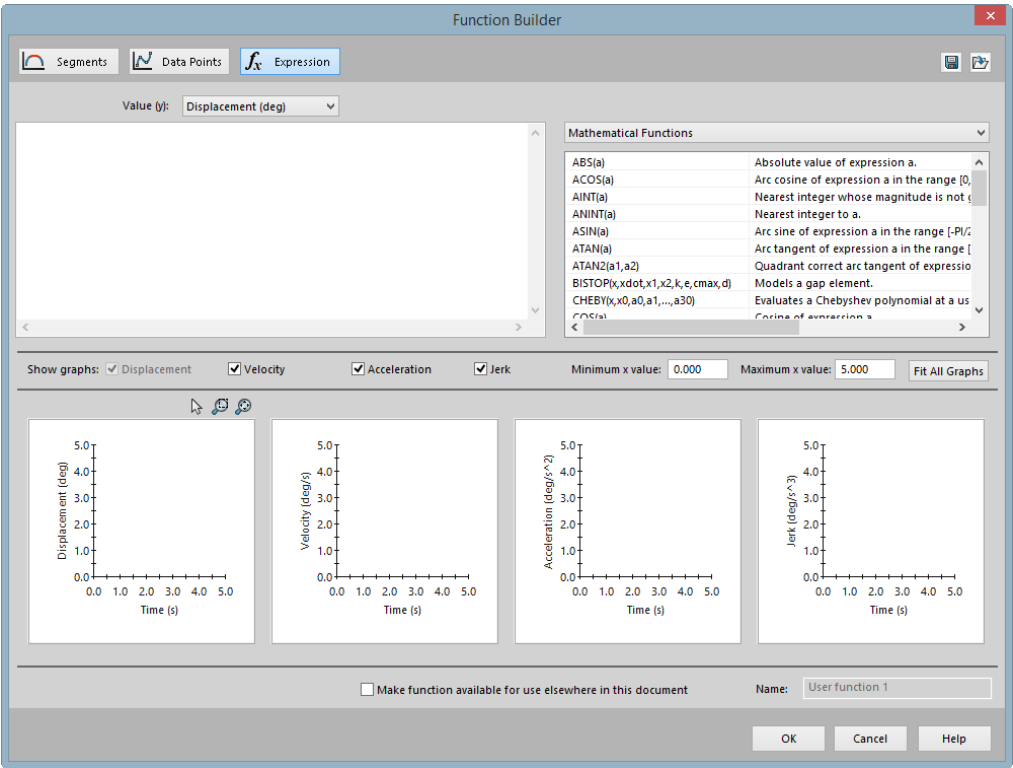 Function Builder
Segments Data Points fx Expression
Value (y): Displacement (deg)
Mathematical Functions
ABS(a) Absolute value of expression a.
ACOS(a) Arc cosine of expression a in the range [0,
AINT(a) Nearest integer whose magnitude is not g
ANINT(a) Nearest integer to a.
ASIN(a) Arc sine of expression a in the range [-PI/2
ATAN(a) Arc tangent of expression a in the range [
ATAN2(a1,a2) Quadrant correct arc tangent of expressio
BISTOP(x,xdot,x1,x2,k,e,cmax,d) Models a gap element.
CHEBY(x,x0,a0,a1,...,a30) Evaluates a Chebyshev polynomial at a us
COS(a) Cosine of expression a
Show graphs: Displacement Velocity Acceleration Jerk Minimum x value: 0.000 Maximum x value: 5.000 Fit All Graphs
Displacement (deg)
5.0
4.0
3.0
2.0
1.0
0.0
0.0 1.0 2.0 3.0 4.0 5.0
Time (s)
Velocity (deg/s)
5.0
4.0
3.0
2.0
1.0
0.0
0.0 1.0 2.0 3.0 4.0 5.0
Time (s)
Acceleration (deg/s^2)
5.0
4.0
3.0
2.0
1.0
0.0
0.0 1.0 2.0 3.0 4.0 5.0
Time (s)
Jerk (deg/s^3)
5.0
4.0
3.0
2.0
1.0
0.0
0.0 1.0 2.0 3.0 4.0 5.0
Time (s)
Make function available for use elsewhere in this document Name: User function 1
OK Cancel Help